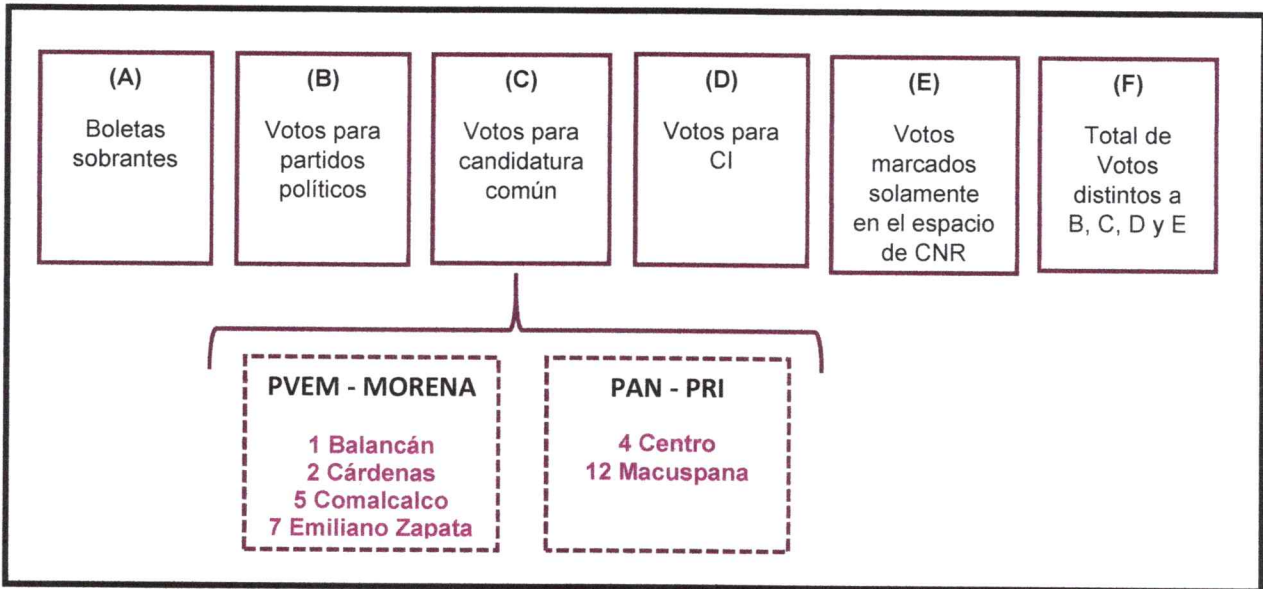 (A)
Boletas
sobrantes
(B)
Votos para
partidos
políticos
(C)
Votos para
candidatura
común
(D)
Votos para
CI
(E)
Votos
marcados
solamente
en el espacio
de CNR
(F)
Total de
Votos
distintos a
B, C, D y E
PVEM - MORENA
1 Balancán
2 Cárdenas
5 Comalcalco
7 Emiliano Zapata
PAN - PRI
4 Centro
12 Macuspana